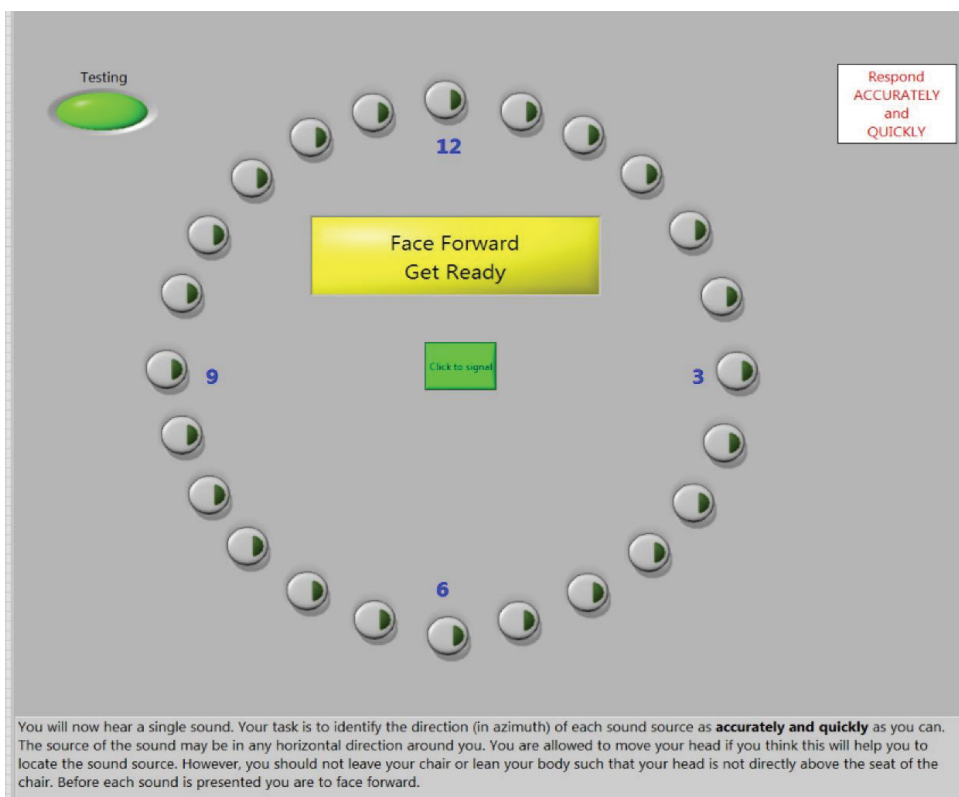 Testing
Respond
ACCURATELY
and
QUICKLY
12
Face Forward
Get Ready
Click to signal
9
3
6
You will now hear a single sound. Your task is to identify the direction (in azimuth) of each sound source as accurately and quickly as you can.
The source of the sound may be in any horizontal direction around you. You are allowed to move your head if you think this will help you to
locate the sound source. However, you should not leave your chair or lean your body such that your head is not directly above the seat of the
chair. Before each sound is presented you are to face forward.